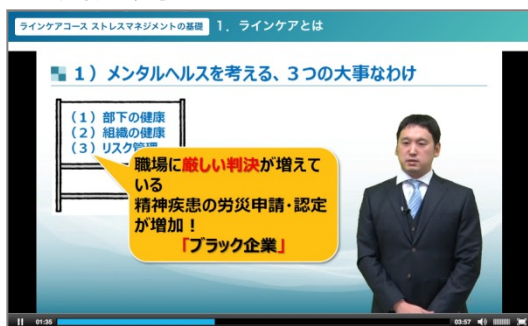 ラインケアコース ストレスマネジメントの基礎 1．ラインケアとは
1）メンタルヘルスを考える、３つの大事なわけ
（1）部下の健康
（2）組織の健康
（3）リスク管理
職場に厳しい判決が増えて
いる
精神疾患の労災申請・認定
が増加！
「ブラック企業」
01:35
03:57